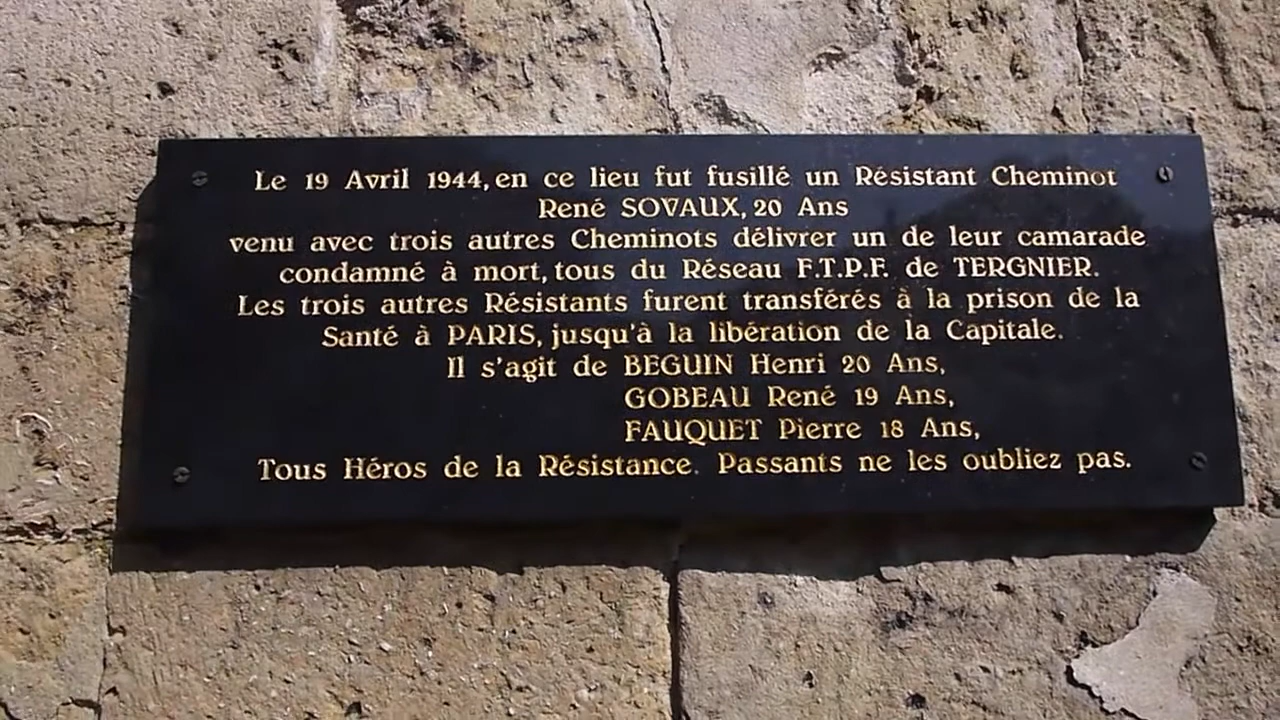 Le 19 Avril 1944, en ce lieu fut fusillé un Résistant Cheminot
René SOVAUX, 20 Ans
venu avec trois autres Cheminots délivrer un de leur camarade
condamné à mort, tous du Réseau F.T.P.F. de TERGNIER.
Les trois autres Résistants furent transférés à la prison de la
Santé à PARIS, jusqu'à la libération de la Capitale.
Il s'agit de BEGUIN Henri 20 Ans,
GOBEAU René 19 Ans,
FAUQUET Pierre 18 Ans,
Tous Héros de la Résistance. Passants ne les oubliez pas.